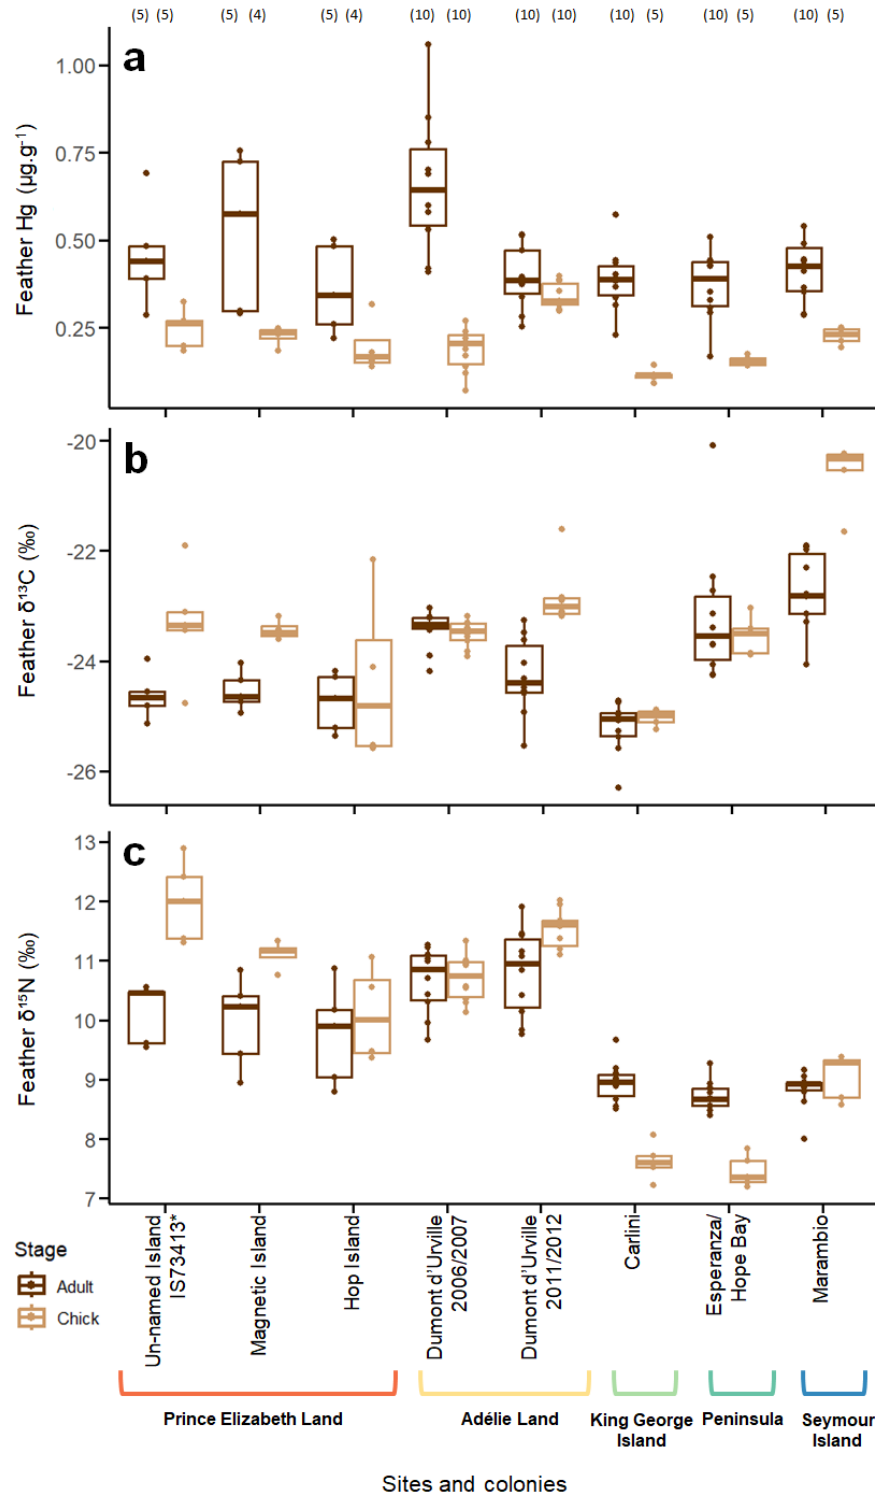 (5) (5) (5) (4) (5) (4) (10) (10) (10) (10) (10) (5) (10) (5) (10) (5)
a
Feather Hg (µg.g⁻¹)
1.00
0.75
0.50
0.25
b
Feather δ¹³C (‰)
-20
-22
-24
-26
c
Feather δ¹⁵N (‰)
13
12
11
10
9
8
7
Stage
Adult
Chick
Un-named Island
IS73413*
Magnetic Island
Hop Island
Dumont d'Urville
2006/2007
Dumont d'Urville
2011/2012
Carlini
Esperanza/
Hope Bay
Marambio
Prince Elizabeth Land
Adélie Land
King George
Island
Peninsula
Seymour
Island
Sites and colonies